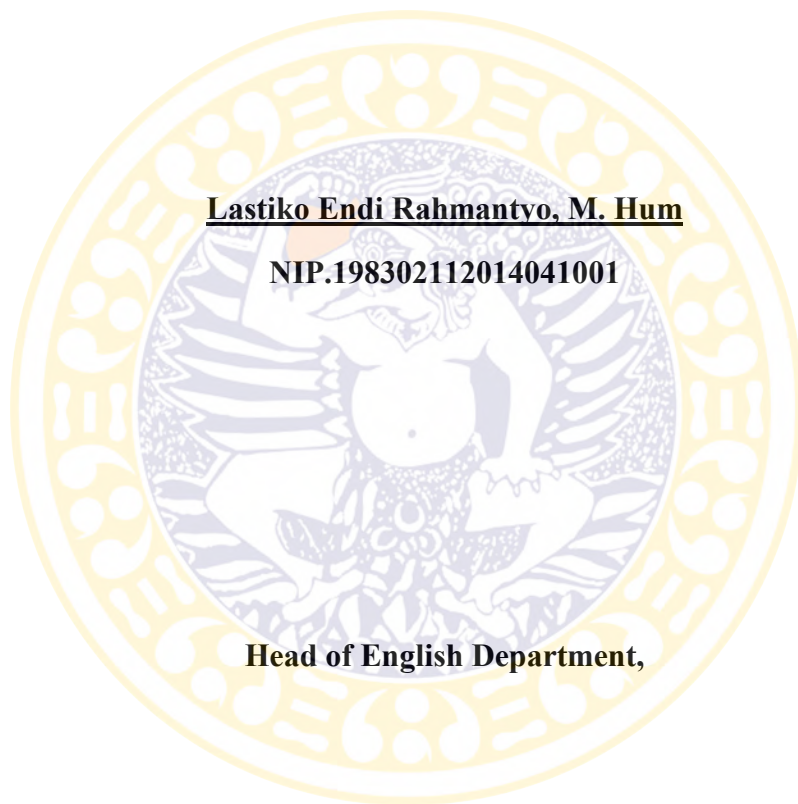 Lastiko Endi Rahmantyo, M. Hum
NIP.198302112014041001
Head of English Department,